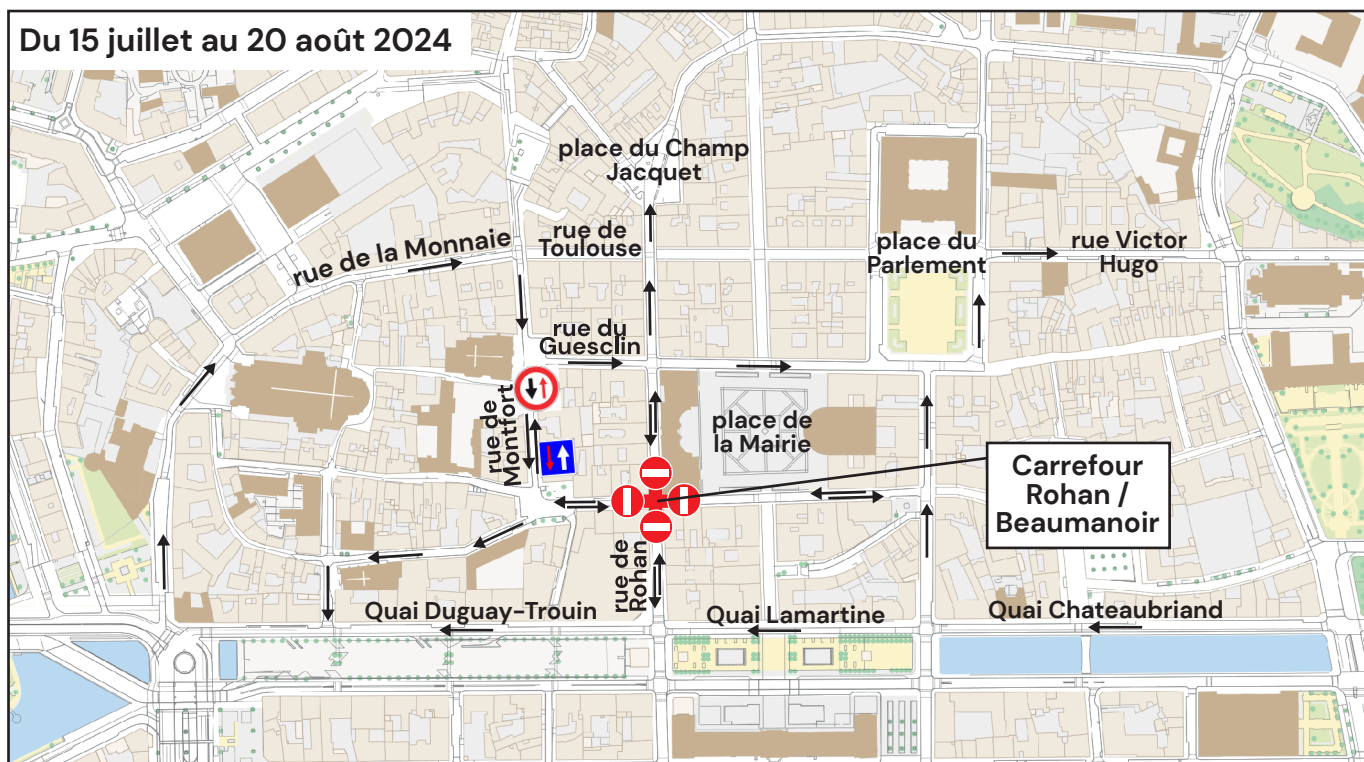 Du 15 juillet au 20 août 2024
place du Champ
Jacquet
rue de
Toulouse
place du
Parlement
rue Victor
Hugo
rue de la Monnaie
rue du
Guesclin
rue de
Montfort
place de
la Mairie
Carrefour
Rohan /
Beaumanoir
rue de
Rohan
Quai Duguay-Trouin
Quai Lamartine
Quai Chateaubriand